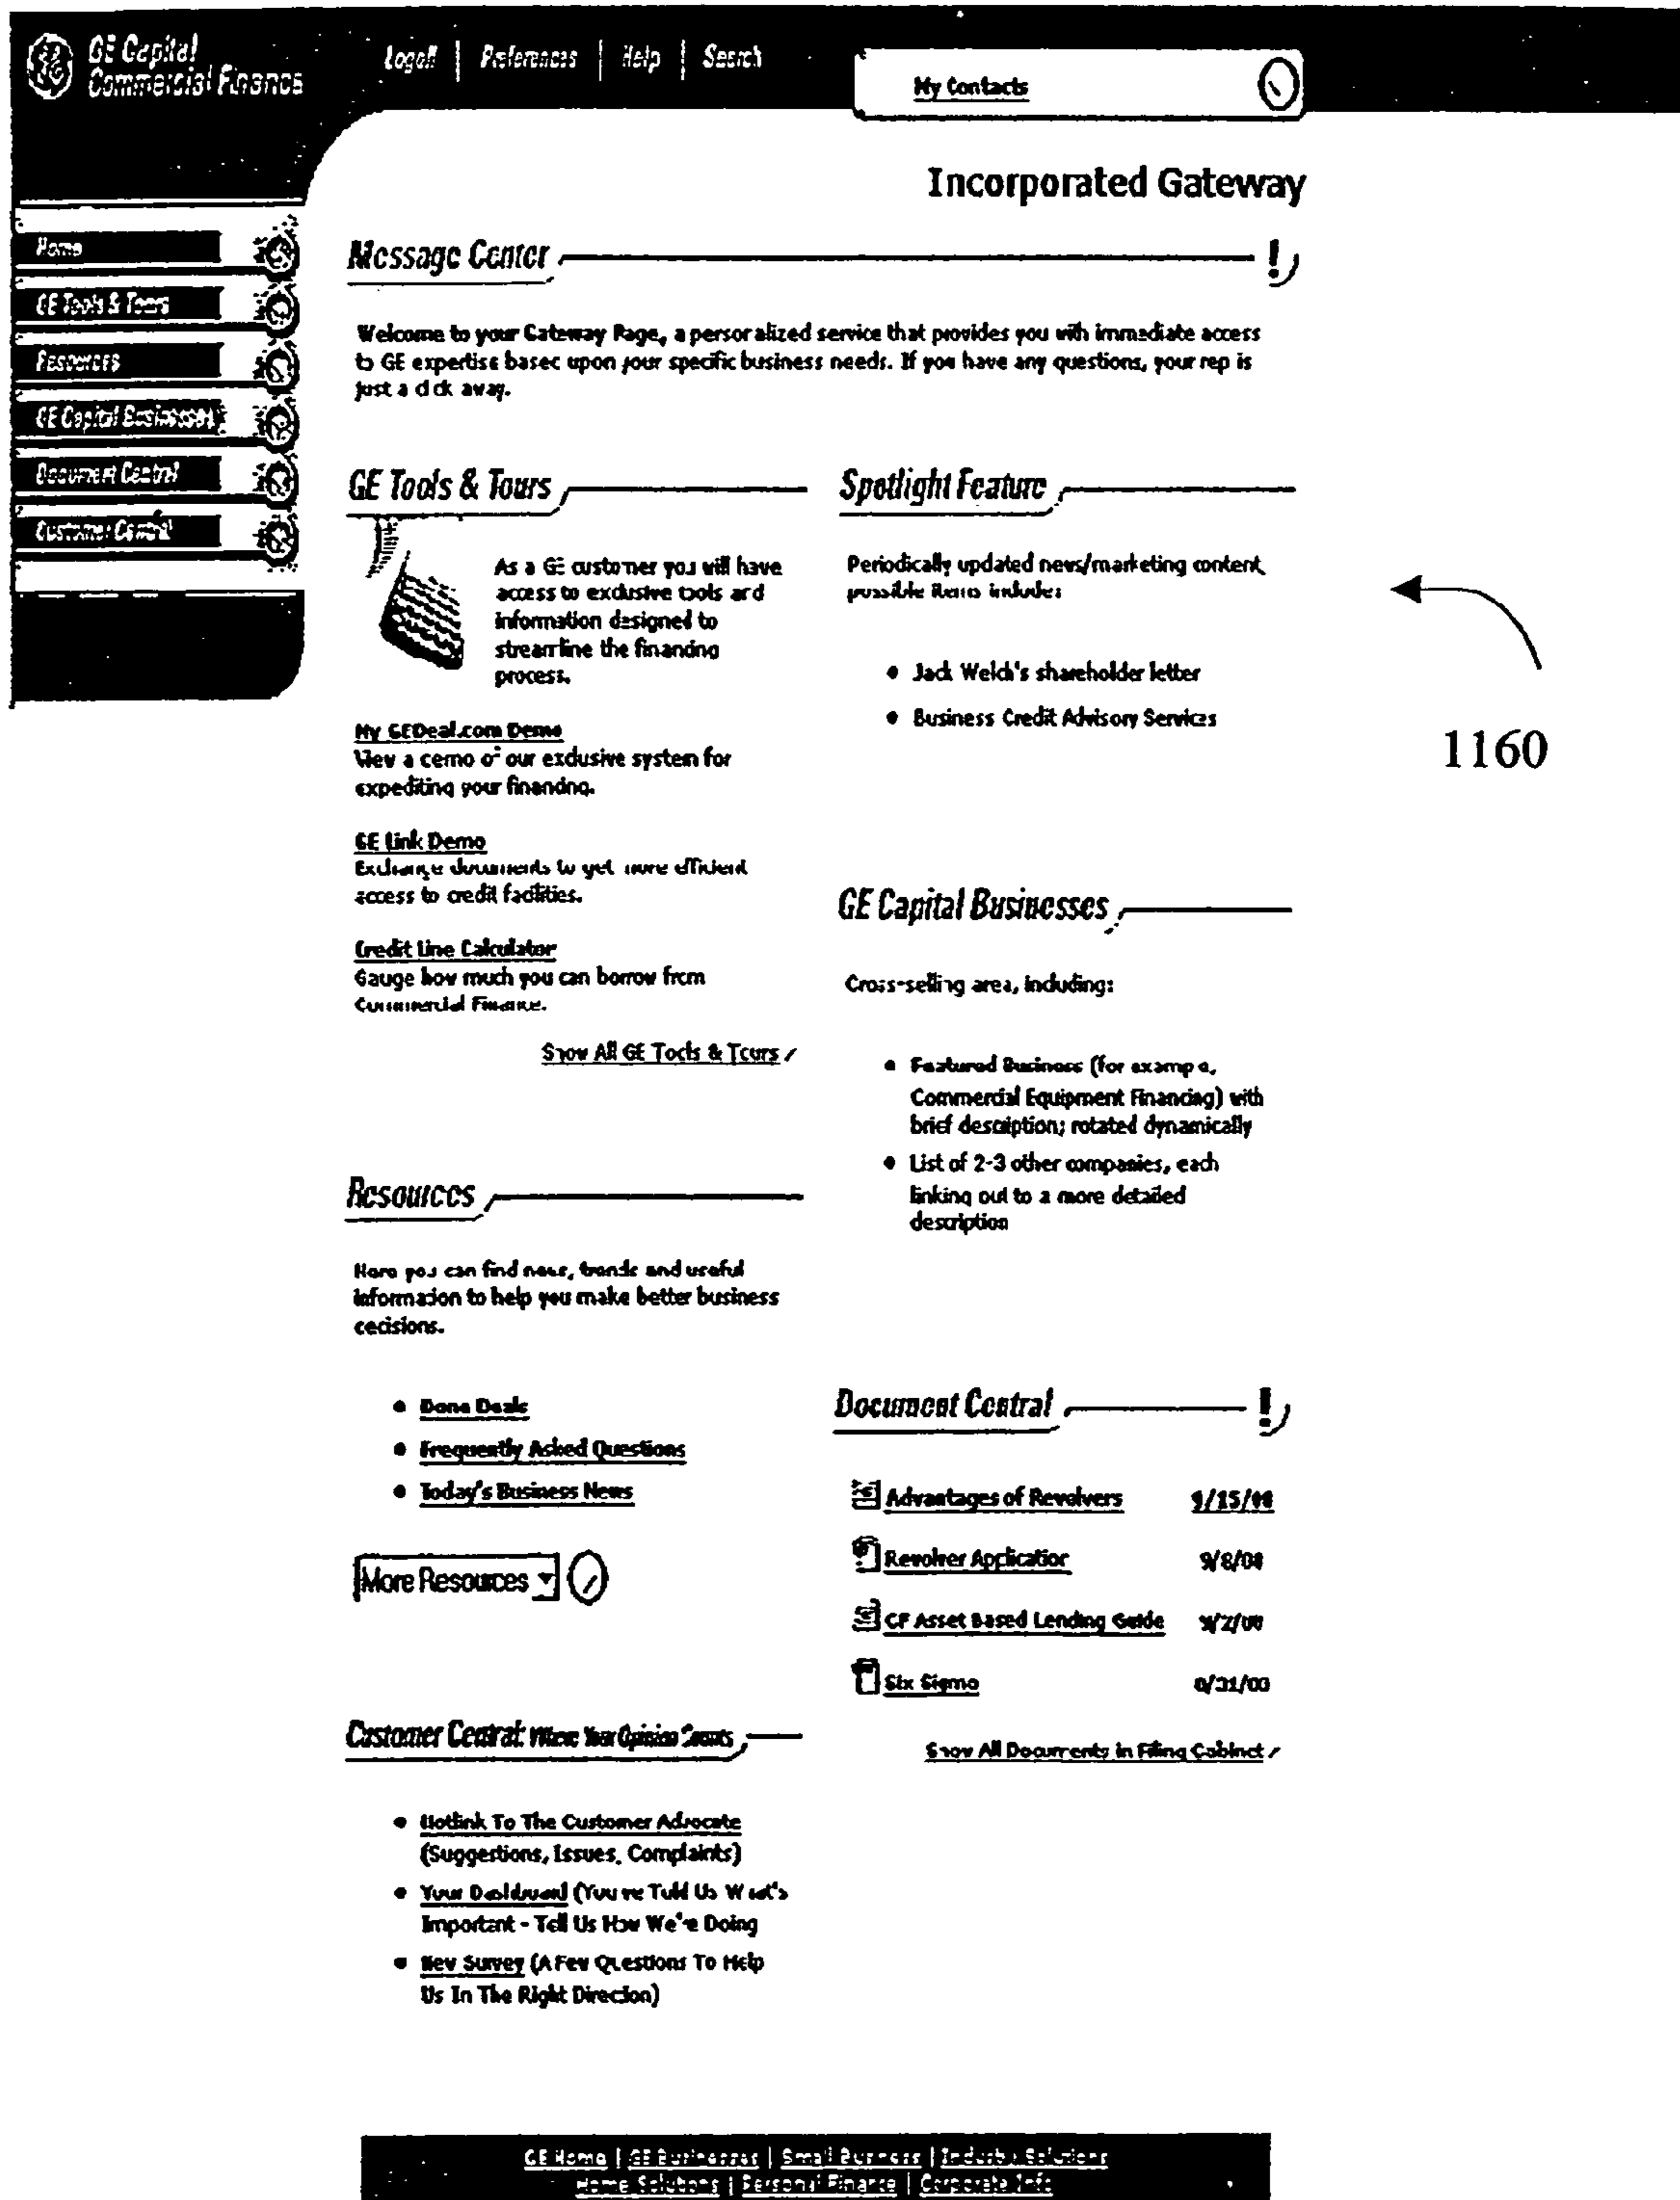 GE Capital
Commercial Finance
Logoff | Preferences | Help | Search
My Contacts
Incorporated Gateway
Home
GE Tools & Tours
Resources
GE Capital Businesses
Document Central
Customer Central
Message Center
Welcome to your Gateway Page, a personalized service that provides you with immediate access
to GE expertise based upon your specific business needs. If you have any questions, your rep is
just a click away.
GE Tools & Tours
As a GE customer you will have
access to exclusive tools and
information designed to
streamline the financing
process.
My GEDeal.com Demo
View a demo of our exclusive system for
expediting your financing.
GE Link Demo
Exchange documents to get more efficient
access to credit facilities.
Credit Line Calculator
Gauge how much you can borrow from
Commercial Finance.
Show All GE Tools & Tours
Spotlight Feature
Periodically updated news/marketing content,
possible items include:
• Jack Welch's shareholder letter
• Business Credit Advisory Services
1160
GE Capital Businesses
Cross-selling area, including:
• Featured Business (for example,
Commercial Equipment Financing) with
brief description; rotated dynamically
• List of 2-3 other companies, each
linking out to a more detailed
description
Resources
Here you can find news, trends and useful
information to help you make better business
decisions.
• Done Deals
• Frequently Asked Questions
• Today's Business News
More Resources
Document Central
Advantages of Revolvers
Revolver Application
CF Asset Based Lending Guide
Six Sigma
Show All Documents in Filing Cabinet
Customer Central: Where Your Opinion Counts
• Hotlink To The Customer Advocate
(Suggestions, Issues, Complaints)
• Your Dashboard (You've Told Us What's
Important - Tell Us How We're Doing
• New Survey (A Few Questions To Help
Us In The Right Direction)
GE Home | GE Businesses | Small Business | Industry Solutions
Home Solutions | Personal Finance | Corporate Info